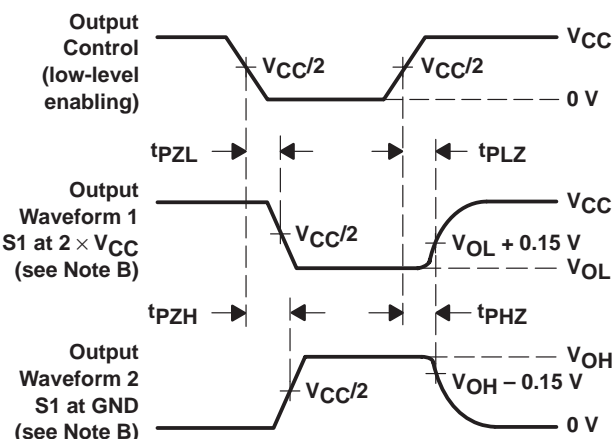 Output
Control
(low-level
enabling)
VCC/2
VCC/2
VCC
0 V
tPZL
tPLZ
Output
Waveform 1
S1 at 2 × VCC
(see Note B)
VCC/2
VCC
VOL + 0.15 V
VOL
tPZH
tPHZ
Output
Waveform 2
S1 at GND
(see Note B)
VCC/2
VOH
VOH − 0.15 V
0 V